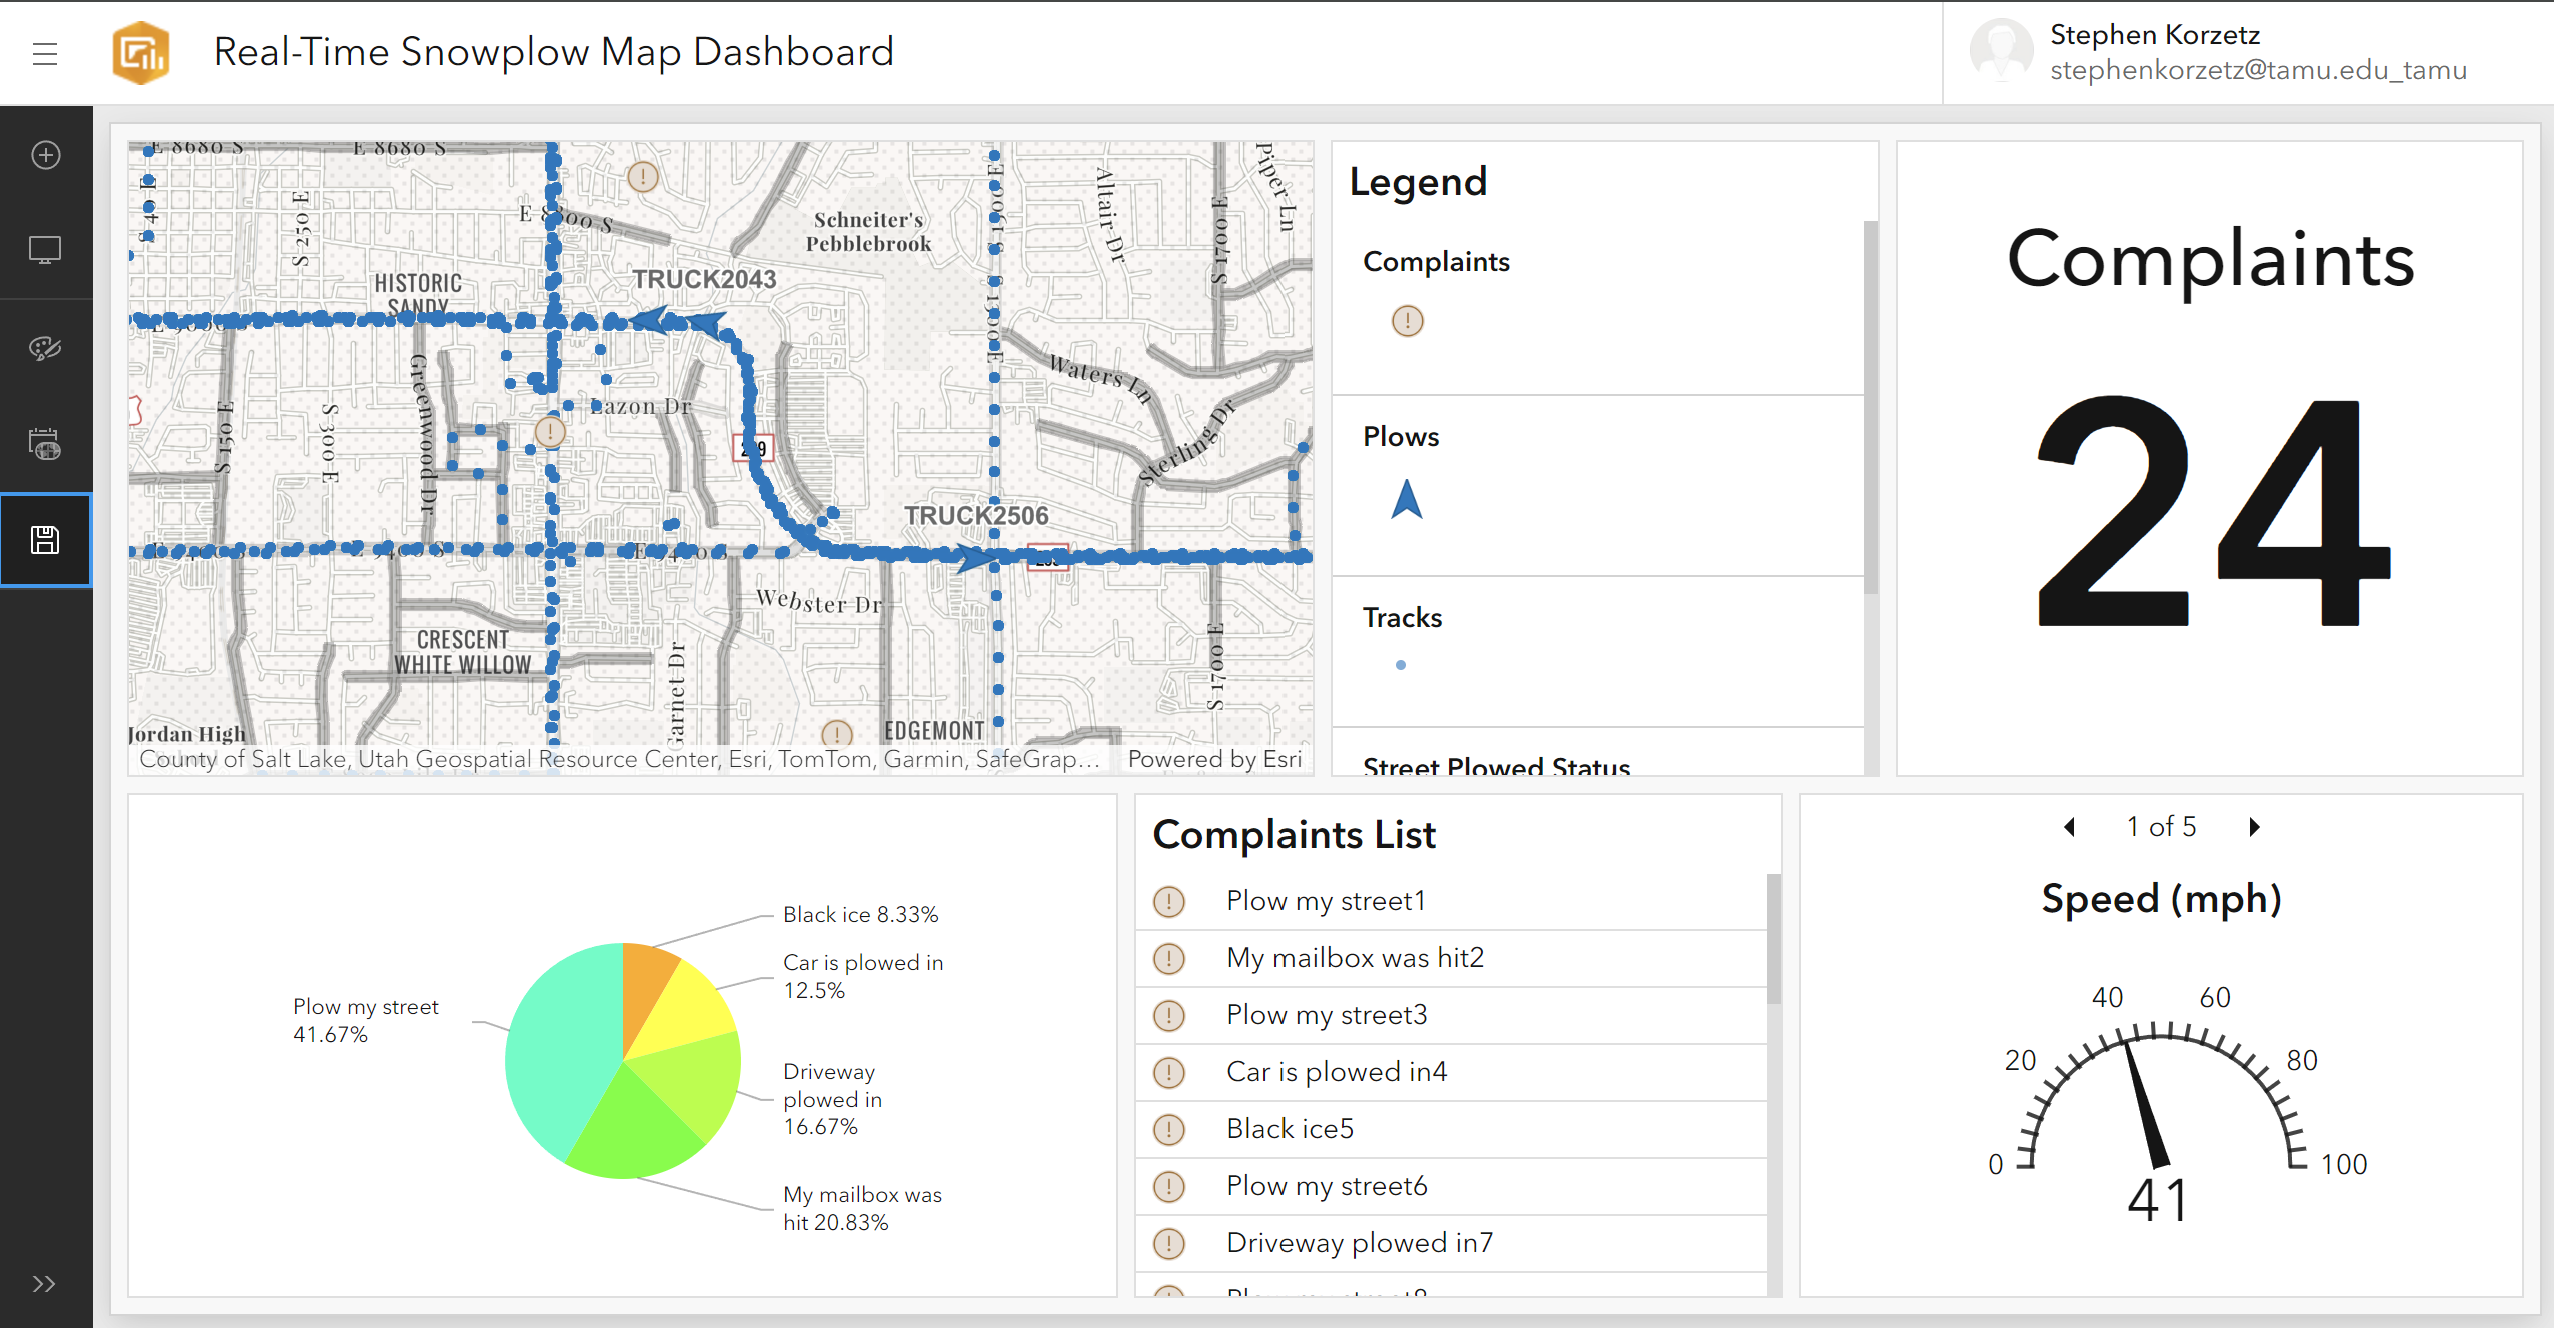 Real-Time Snowplow Map Dashboard
Stephen Korzetz
stephenkorzetz@tamu.edu_tamu
E 8680 S
E 8680 S
S 250 E
E 8800 S
Schneiter's
Pebblebrook
S 1300 E
S 1300 E
Altair Dr
S 1700 E
Piper Ln
HISTORIC
SANDY
TRUCK2043
Greenwood Dr
S 150 E
S 300 E
Lazon Dr
Waters Ln
Sterling Dr
TRUCK2506
E 9400 S
E 9400 S
Webster Dr
CRESCENT
WHITE WILLOW
Garnet Dr
S 1700 E
Jordan High
EDGEMONT
County of Salt Lake, Utah Geospatial Resource Center, Esri, TomTom, Garmin, SafeGrap...
Powered by Esri
Legend
Complaints
Plows
Tracks
Street Plowed Status
Complaints
24
Black ice 8.33%
Car is plowed in
12.5%
Plow my street
41.67%
Driveway
plowed in
16.67%
My mailbox was
hit 20.83%
Complaints List
Plow my street1
My mailbox was hit2
Plow my street3
Car is plowed in4
Black ice5
Plow my street6
Driveway plowed in7
1 of 5
Speed (mph)
0
20
40
60
80
100
41